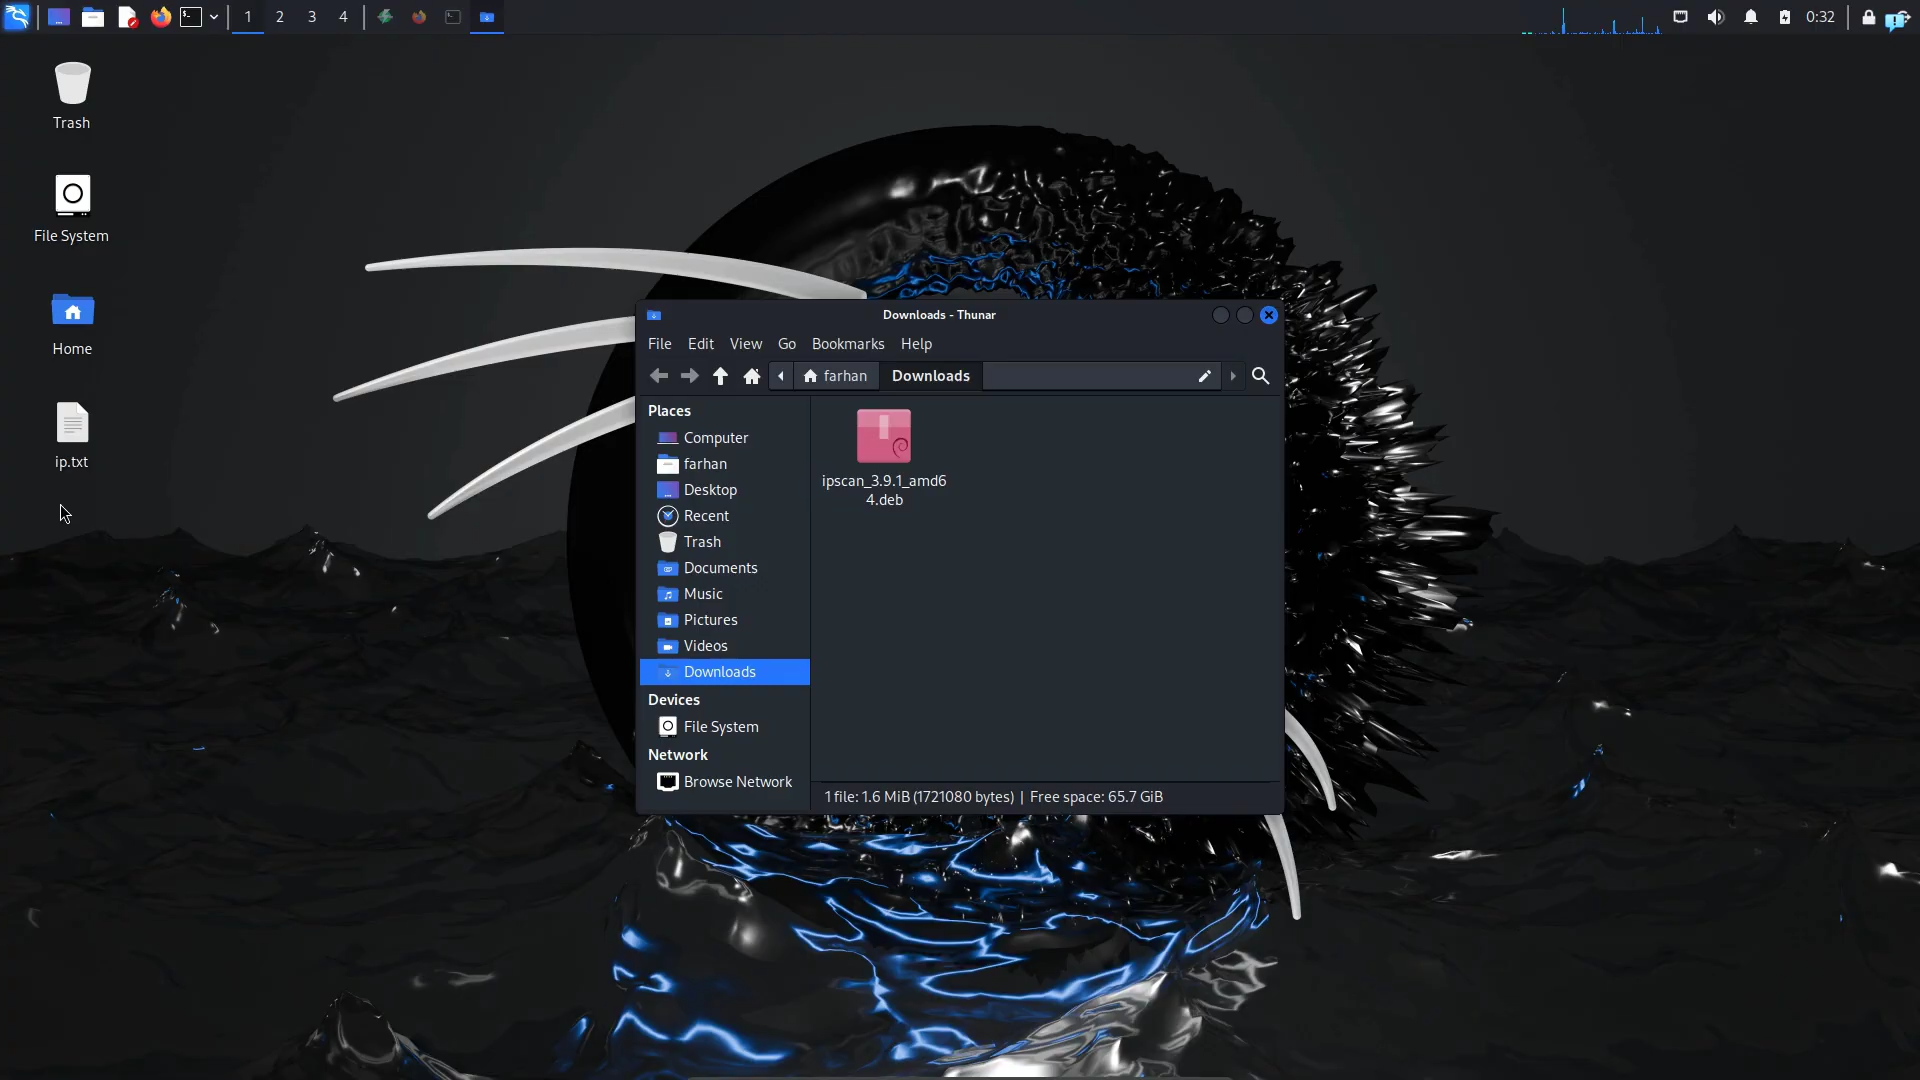 1 2 3 4
0:32
Trash
File System
Home
ip.txt
Downloads - Thunar
File Edit View Go Bookmarks Help
farhan Downloads
Places
Computer
farhan
Desktop
Recent
Trash
Documents
Music
Pictures
Videos
Downloads
Devices
File System
Network
Browse Network
ipscan_3.9.1_amd6
4.deb
1 file: 1.6 MiB (1721080 bytes) | Free space: 65.7 GiB